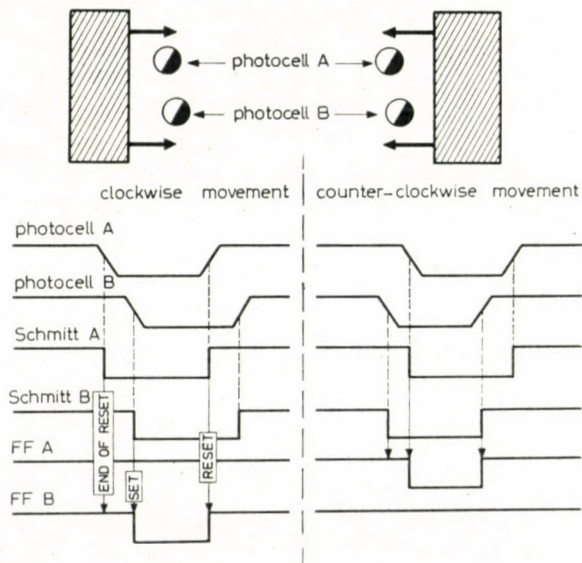 photocell A
photocell B
clockwise movement
counter-clockwise movement
photocell A
photocell B
Schmitt A
Schmitt B
FF A
FF B
END OF RESET
SET
RESET